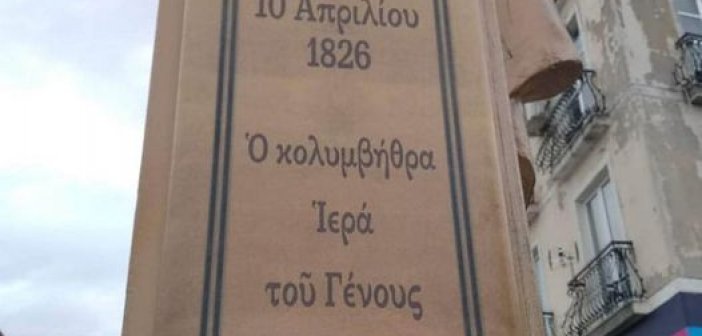 10 Απριλίου
1826
Ὁ κολυμβήθρα
Ἱερά
τοῦ Γένους